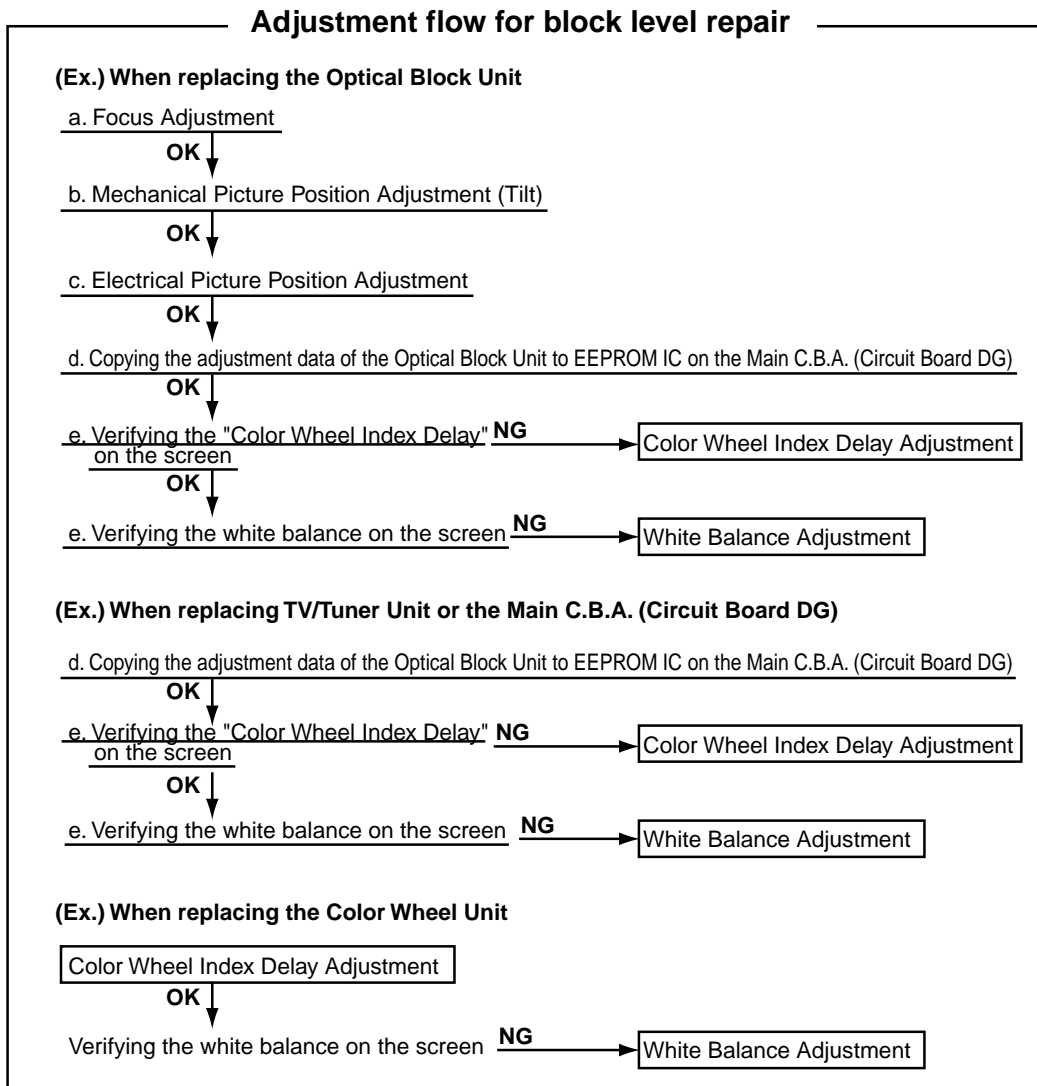 Adjustment flow for block level repair
(Ex.) When replacing the Optical Block Unit
a. Focus Adjustment
OK
b. Mechanical Picture Position Adjustment (Tilt)
OK
c. Electrical Picture Position Adjustment
OK
d. Copying the adjustment data of the Optical Block Unit to EEPROM IC on the Main C.B.A. (Circuit Board DG)
OK
e. Verifying the "Color Wheel Index Delay" NG Color Wheel Index Delay Adjustment
on the screen
OK
e. Verifying the white balance on the screen NG White Balance Adjustment
(Ex.) When replacing TV/Tuner Unit or the Main C.B.A. (Circuit Board DG)
d. Copying the adjustment data of the Optical Block Unit to EEPROM IC on the Main C.B.A. (Circuit Board DG)
OK
e. Verifying the "Color Wheel Index Delay" NG Color Wheel Index Delay Adjustment
on the screen
OK
e. Verifying the white balance on the screen NG White Balance Adjustment
(Ex.) When replacing the Color Wheel Unit
Color Wheel Index Delay Adjustment
OK
Verifying the white balance on the screen NG White Balance Adjustment